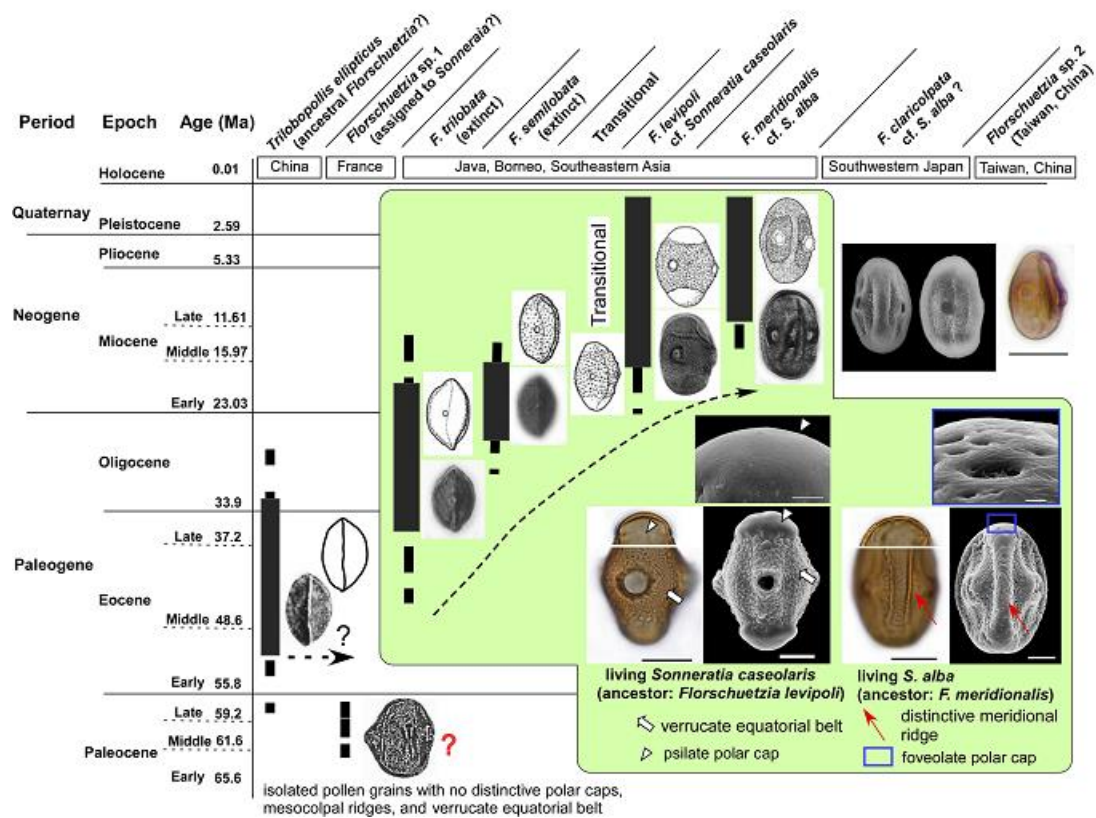 Trilobopollis ellipticus
(ancestral Florschuetzia?)
Florschuetzia sp. 1
(assigned to Sonneraia?)
F. trilobata
(extinct)
F. semilobata
(extinct)
Transitional
F. levipoli
cf. Sonneratia caseolaris
F. meridionalis
cf. S. alba
F. claricolpata
cf. S. alba ?
Florschuetzia sp. 2
(Taiwan, China)
Period Epoch Age (Ma)
China France Java, Borneo, Southeastern Asia Southwestern Japan Taiwan, China
Holocene 0.01
Quaternay
Pleistocene 2.59
Pliocene
5.33
Transitional
Neogene
Late 11.61
Miocene
Middle 15.97
Early 23.03
Oligocene
33.9
Late 37.2
Paleogene
Eocene
Middle 48.6
?
Early 55.8
living Sonneratia caseolaris
(ancestor: Florschuetzia levipoli)
living S. alba
(ancestor: F. meridionalis)
verrucate equatorial belt
psilate polar cap
distinctive meridional
ridge
foveolate polar cap
Late 59.2
Paleocene
Middle 61.6
?
Early 65.6
isolated pollen grains with no distinctive polar caps,
mesocolpal ridges, and verrucate equatorial belt